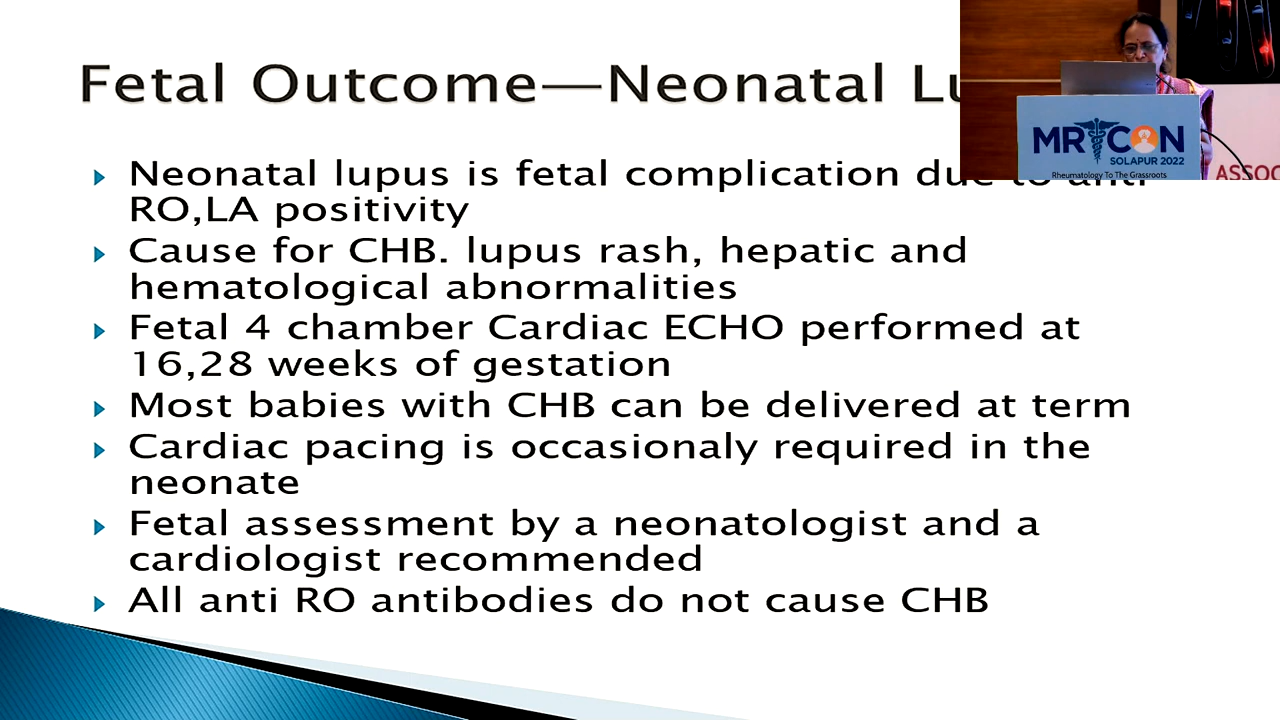 Fetal Outcome—Neonatal
Neonatal lupus is fetal complication due to anti
RO,LA positivity
Cause for CHB. lupus rash, hepatic and
hematological abnormalities
Fetal 4 chamber Cardiac ECHO performed at
16,28 weeks of gestation
Most babies with CHB can be delivered at term
Cardiac pacing is occasionaly required in the
neonate
Fetal assessment by a neonatologist and a
cardiologist recommended
All anti RO antibodies do not cause CHB
MRCON
SOLAPUR 2022
Rheumatology To The Grassroots